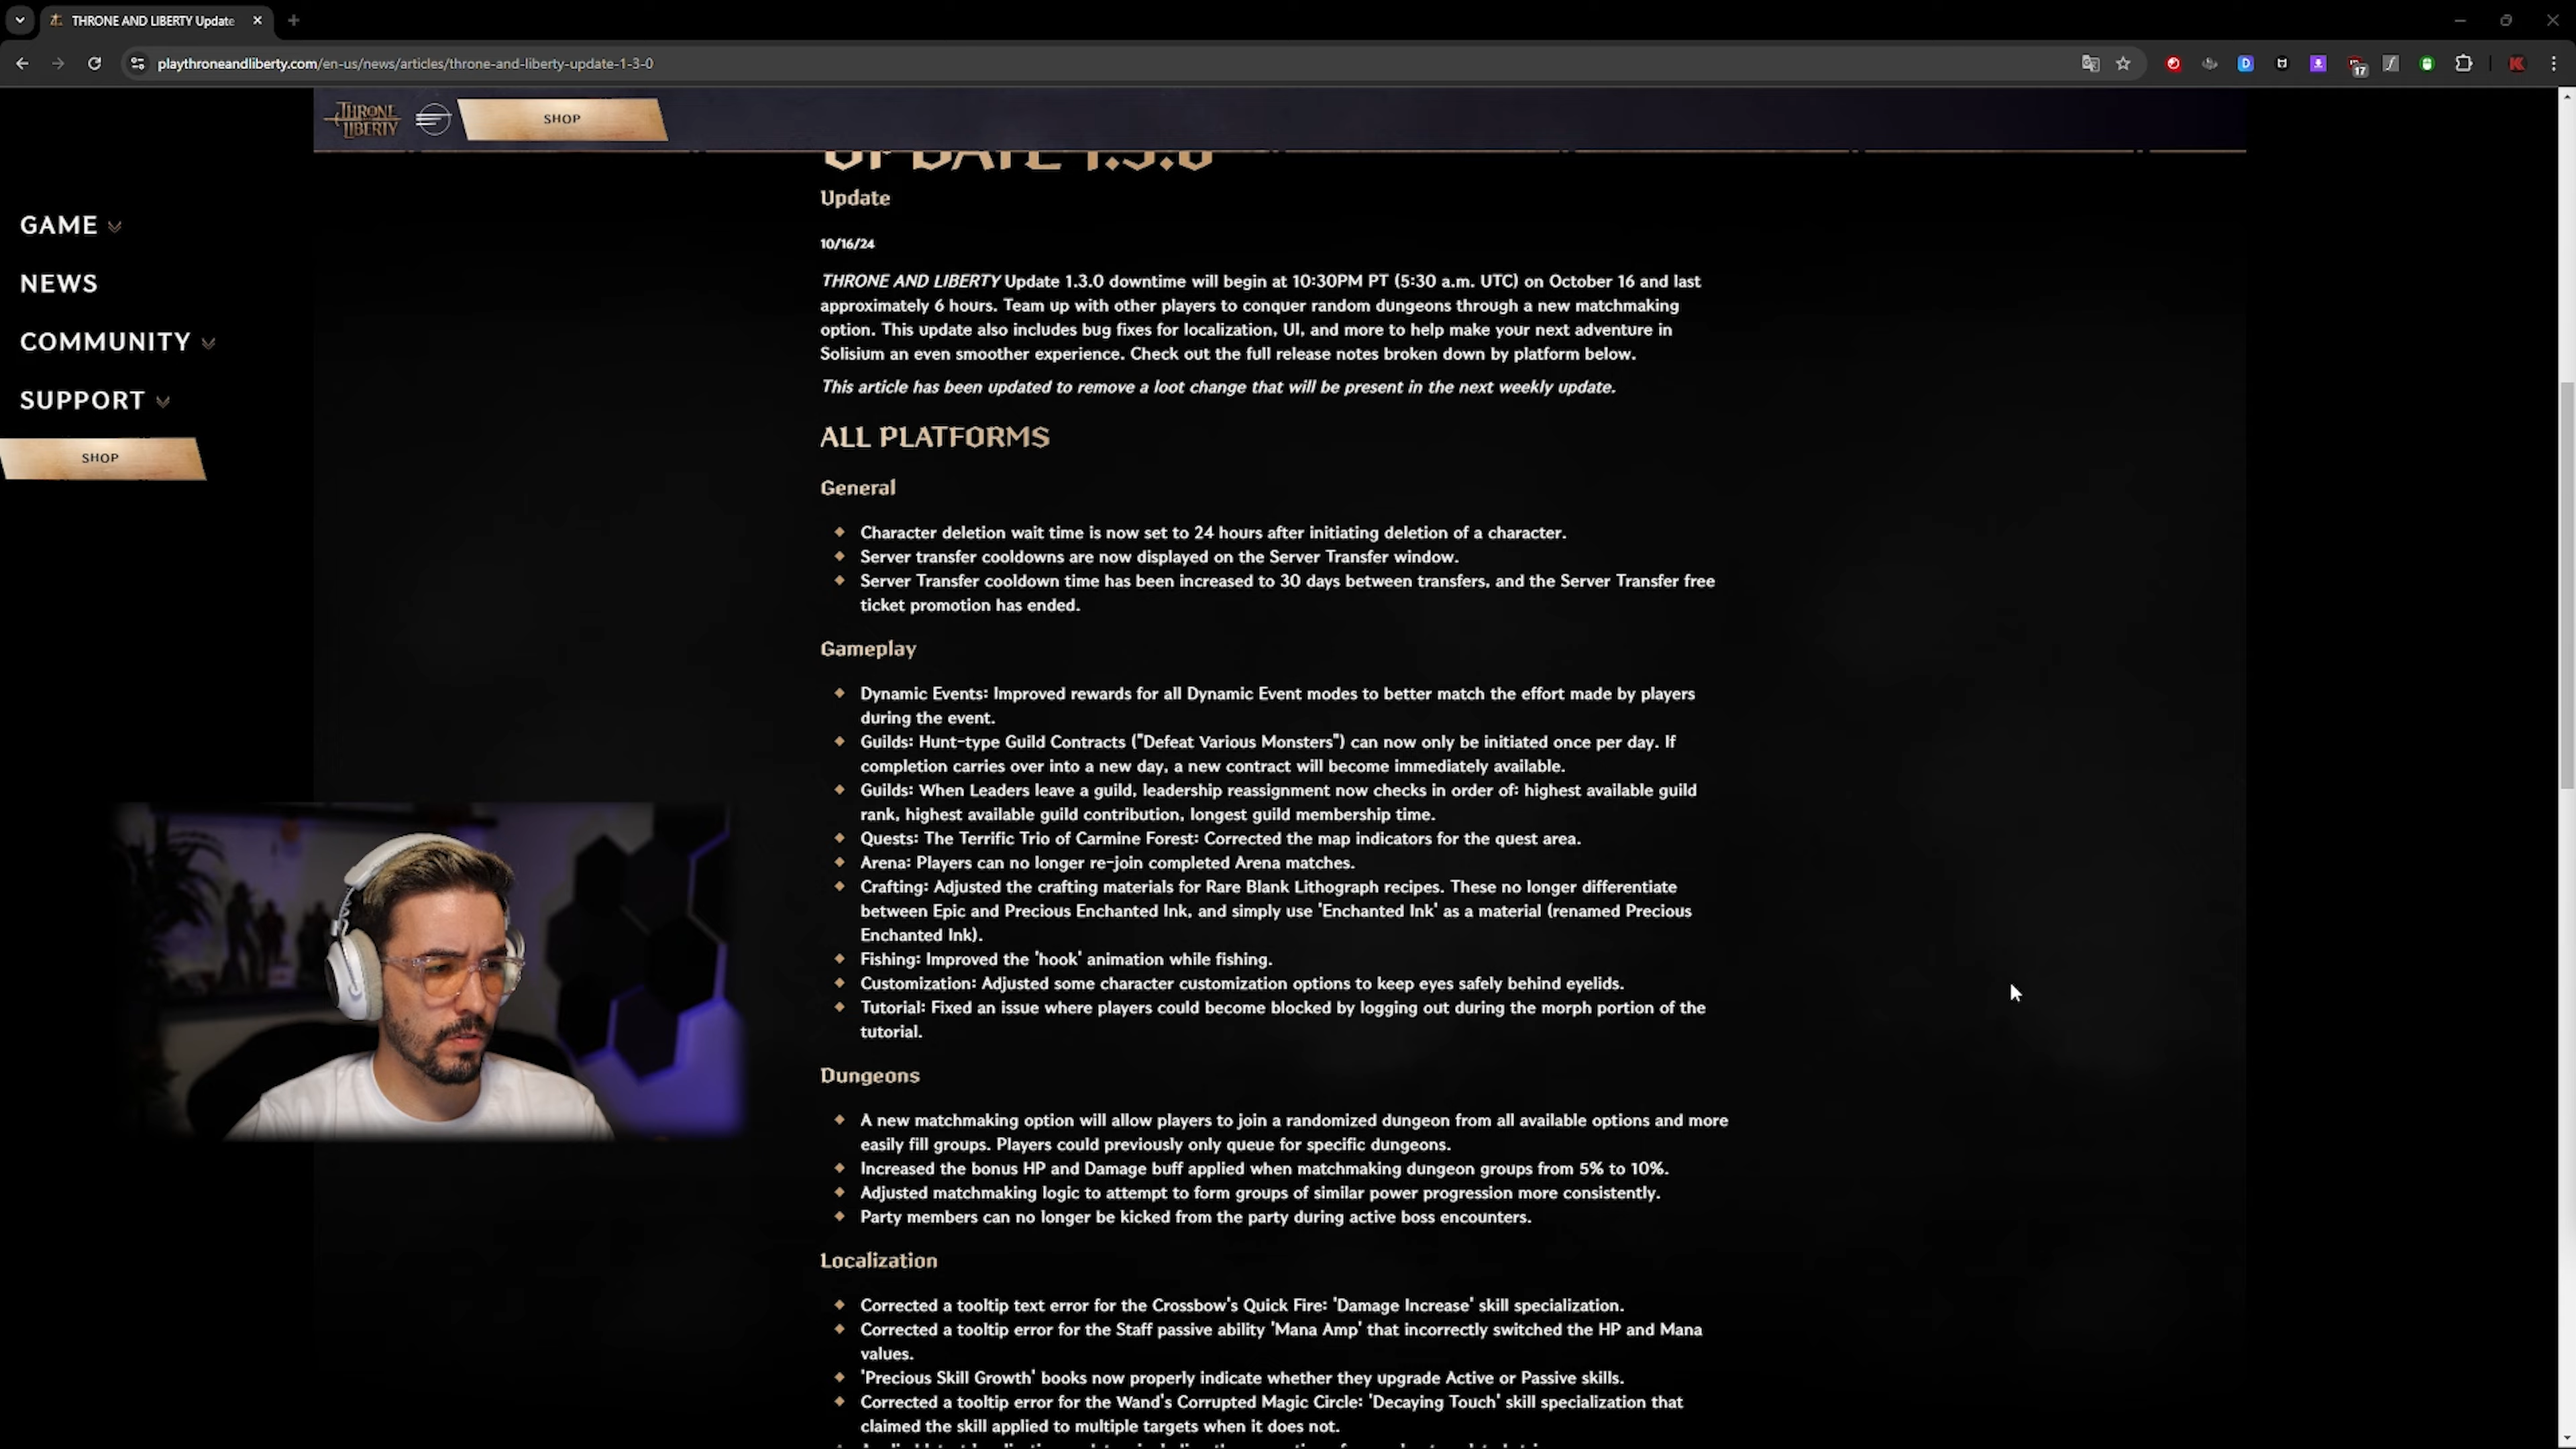 THRONE AND LIBERTY Update
playthroneandliberty.com/en-us/news/articles/throne-and-liberty-update-1-3-0
17
THRONE
LIBERTY
SHOP
UPDATE 1.3.0
GAME
NEWS
COMMUNITY
SUPPORT
SHOP
Update
10/16/24
THRONE AND LIBERTY Update 1.3.0 downtime will begin at 10:30PM PT (5:30 a.m. UTC) on October 16 and last
approximately 6 hours. Team up with other players to conquer random dungeons through a new matchmaking
option. This update also includes bug fixes for localization, UI, and more to help make your next adventure in
Solisium an even smoother experience. Check out the full release notes broken down by platform below.
This article has been updated to remove a loot change that will be present in the next weekly update.
ALL PLATFORMS
General
Character deletion wait time is now set to 24 hours after initiating deletion of a character.
Server transfer cooldowns are now displayed on the Server Transfer window.
Server Transfer cooldown time has been increased to 30 days between transfers, and the Server Transfer free
ticket promotion has ended.
Gameplay
Dynamic Events: Improved rewards for all Dynamic Event modes to better match the effort made by players
during the event.
Guilds: Hunt-type Guild Contracts ("Defeat Various Monsters") can now only be initiated once per day. If
completion carries over into a new day, a new contract will become immediately available.
Guilds: When Leaders leave a guild, leadership reassignment now checks in order of: highest available guild
rank, highest available guild contribution, longest guild membership time.
Quests: The Terrific Trio of Carmine Forest: Corrected the map indicators for the quest area.
Arena: Players can no longer re-join completed Arena matches.
Crafting: Adjusted the crafting materials for Rare Blank Lithograph recipes. These no longer differentiate
between Epic and Precious Enchanted Ink, and simply use 'Enchanted Ink' as a material (renamed Precious
Enchanted Ink).
Fishing: Improved the 'hook' animation while fishing.
Customization: Adjusted some character customization options to keep eyes safely behind eyelids.
Tutorial: Fixed an issue where players could become blocked by logging out during the morph portion of the
tutorial.
Dungeons
A new matchmaking option will allow players to join a randomized dungeon from all available options and more
easily fill groups. Players could previously only queue for specific dungeons.
Increased the bonus HP and Damage buff applied when matchmaking dungeon groups from 5% to 10%.
Adjusted matchmaking logic to attempt to form groups of similar power progression more consistently.
Party members can no longer be kicked from the party during active boss encounters.
Localization
Corrected a tooltip text error for the Crossbow's Quick Fire: 'Damage Increase' skill specialization.
Corrected a tooltip error for the Staff passive ability 'Mana Amp' that incorrectly switched the HP and Mana
values.
'Precious Skill Growth' books now properly indicate whether they upgrade Active or Passive skills.
Corrected a tooltip error for the Wand's Corrupted Magic Circle: 'Decaying Touch' skill specialization that
claimed the skill applied to multiple targets when it does not.